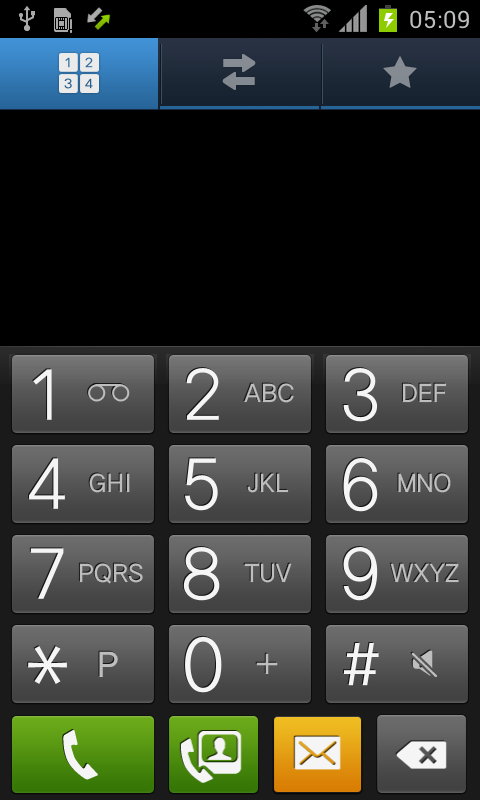 05:09
1 2
3 4
1
2 ABC
3 DEF
4 GHI
5 JKL
6 MNO
7 PQRS
8 TUV
9 WXYZ
* P
0 +
#